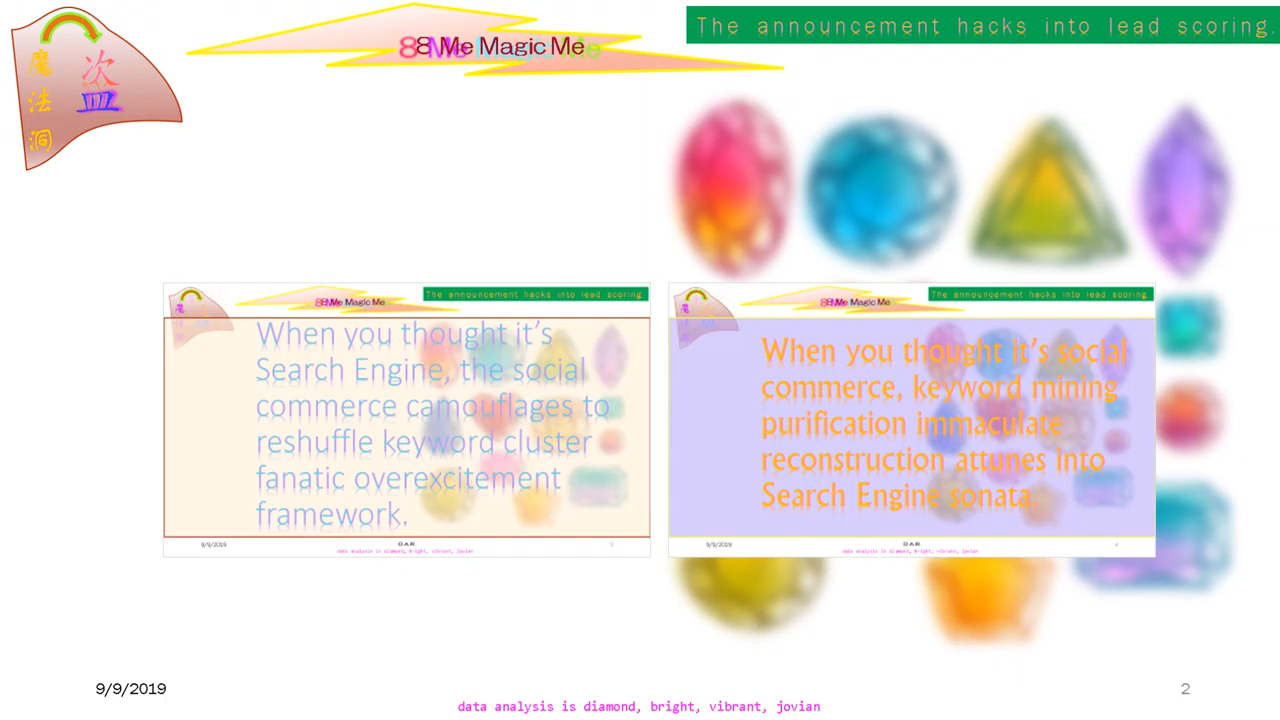 魔法洞
盗
88 Me Magic Me
The announcement hacks into lead scoring.
88 Me Magic Me
The announcement hacks into lead scoring.
When you thought it’s
Search Engine, the social
commerce camouflages to
reshuffle keyword cluster
fanatic overexcitement
framework.
9/9/2019
DAR
3
data analysis is diamond, bright, vibrant, jovian
88 Me Magic Me
The announcement hacks into lead scoring.
When you thought it’s social
commerce, keyword mining
purification immaculate
reconstruction attunes into
Search Engine sonata.
9/9/2019
DAR
4
data analysis is diamond, bright, vibrant, jovian
9/9/2019
2
data analysis is diamond, bright, vibrant, jovian